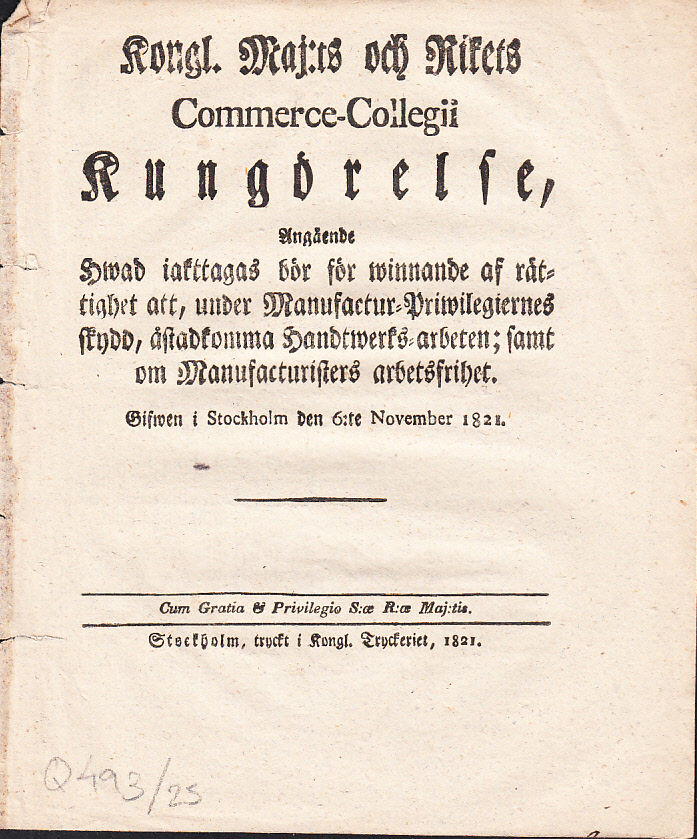 Kongl. Maj:ts och Rikets
Commerce-Collegii
Kungörelse,
Angående
Hwad iakttagas bör för winnande af rät-
tighet att, under Manufactur-Priwilegiernes
skydd, åstadkomma Handtwerks-arbeten; samt
om Manufacturisters arbetsfrihet.
Gifwen i Stockholm den 6:te November 1821.
Cum Gratia & Privilegio S:æ R:æ Maj:tis.
Stockholm, tryckt i Kongl. Tryckeriet, 1821.
Q493/25